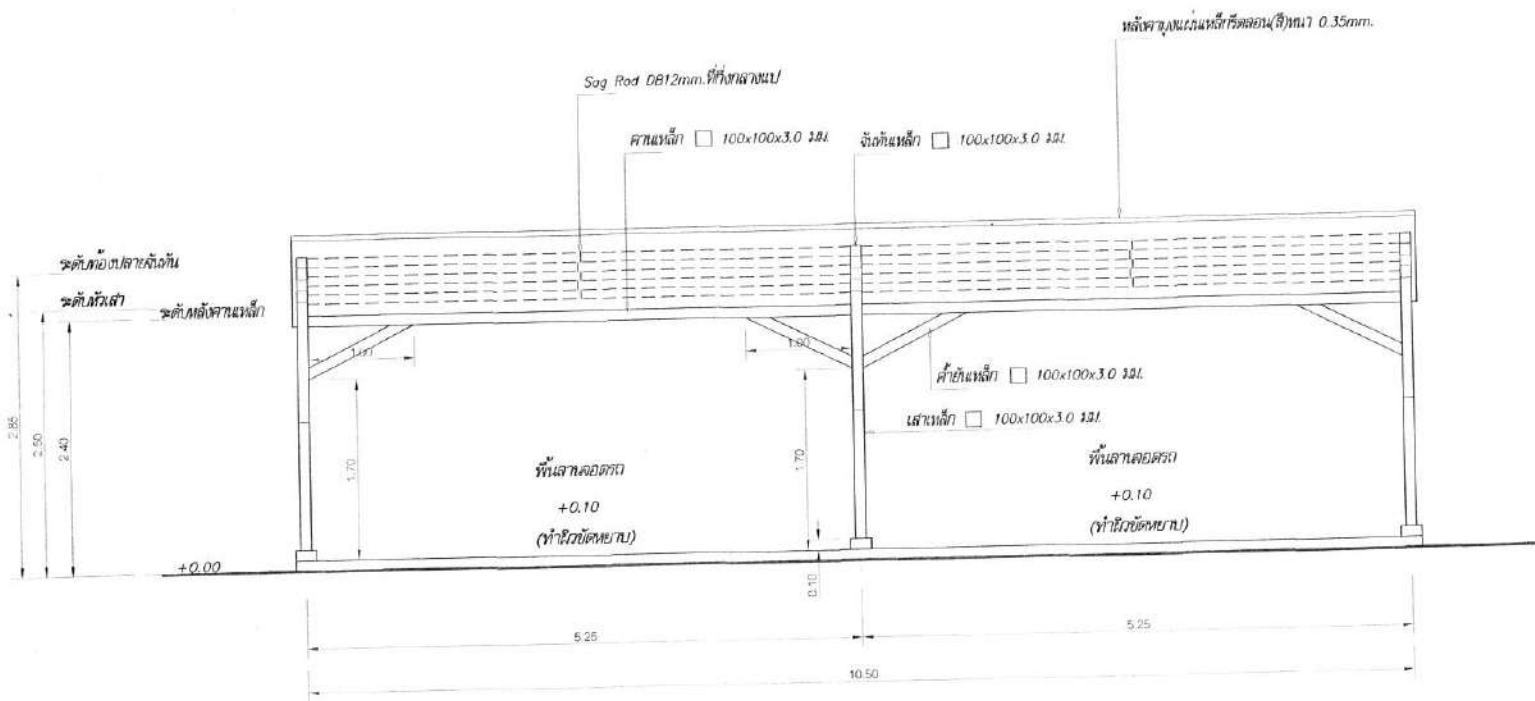 หลังคามุงแผ่นเหล็กรีดลอน(สี)หนา 0.35mm.
Sag Rod DB12mm.ที่กึ่งกลางแป
คานเหล็ก 100x100x3.0 มม.
จันทันเหล็ก 100x100x3.0 มม.
ระดับท้องปลายจันทัน
ระดับหัวเสา
ระดับหลังคานเหล็ก
1.00
1.00
ค้ำยันเหล็ก 100x100x3.0 มม.
เสาเหล็ก 100x100x3.0 มม.
2.85
2.50
2.40
1.70
1.70
พื้นลานจอดรถ
+0.10
(ทำผิวขัดหยาบ)
พื้นลานจอดรถ
+0.10
(ทำผิวขัดหยาบ)
+0.00
0.10
5.25
5.25
10.50